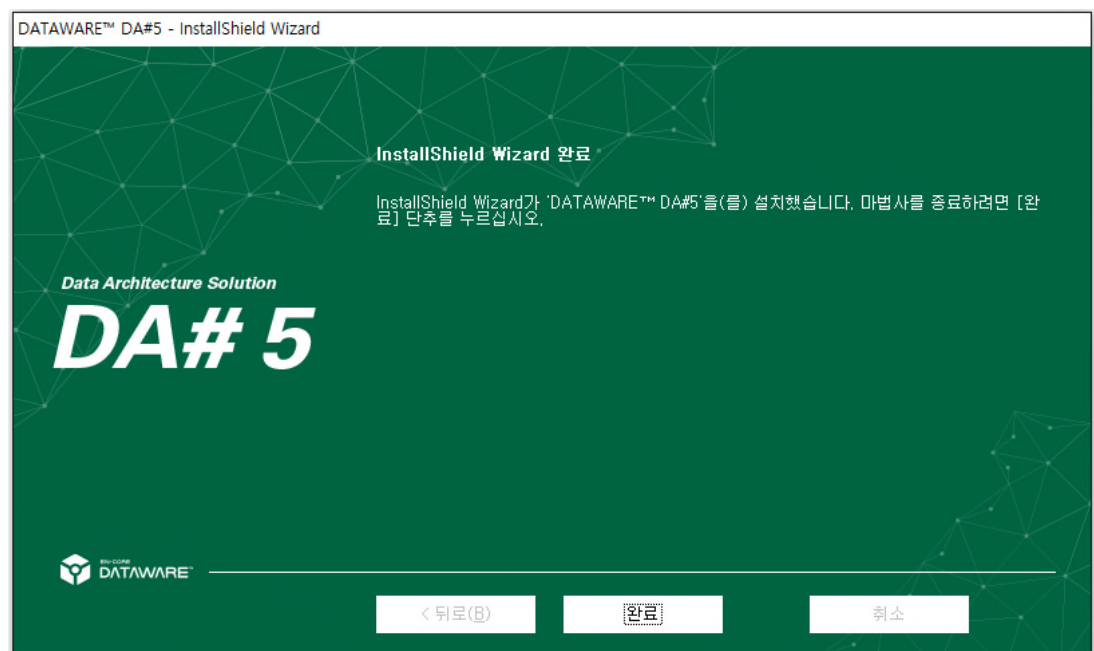 DATAWARE™ DA#5 - InstallShield Wizard
InstallShield Wizard 완료
InstallShield Wizard가 'DATAWARE™ DA#5'을(를) 설치했습니다. 마법사를 종료하려면 [완
료] 단추를 누르십시오.
Data Architecture Solution
DA# 5
EN-CORE
DATAWARE™
< 뒤로(B)
완료
취소